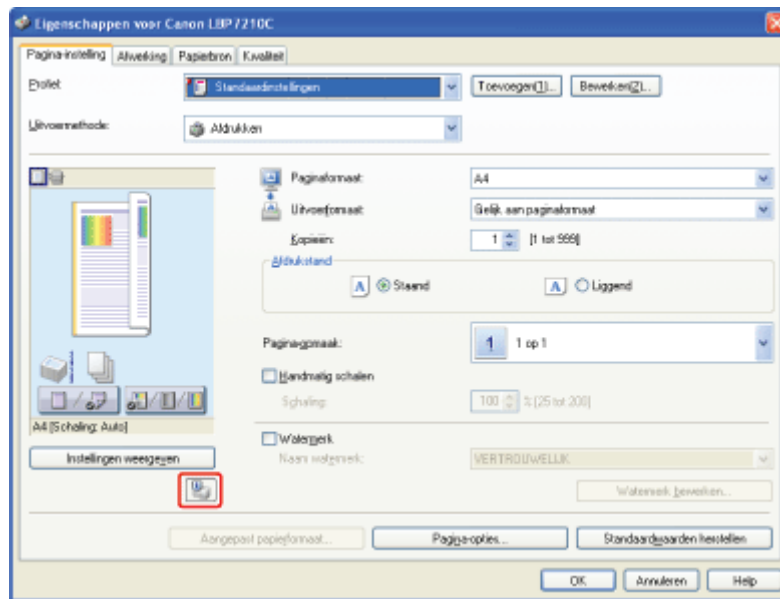 Eigenschappen voor Canon LBP7210C
Pagina-instelling Afwerking Papierbron Kwaliteit
Profiel: Standaardinstellingen Toevoegen(1)... Bewerken(2)...
Uitvoermethode: Afdrukken
Paginaformaat: A4
Uitvoerformaat: Gelijk aan paginaformaat
Kopieën: 1 [1 tot 999]
Afdrukstand
A Staand A Liggend
Pagina-opmaak: 1 1 op 1
Handmatig schalen
Schaling: 100 % [25 tot 200]
A4 [Schaling: Auto]
Watermerk
Instellingen weergeven Naam watermerk: VERTROUWELIJK
Watermerk bewerken...
Aangepast papierformaat... Pagina-opties... Standaardwaarden herstellen
OK Annuleren Help